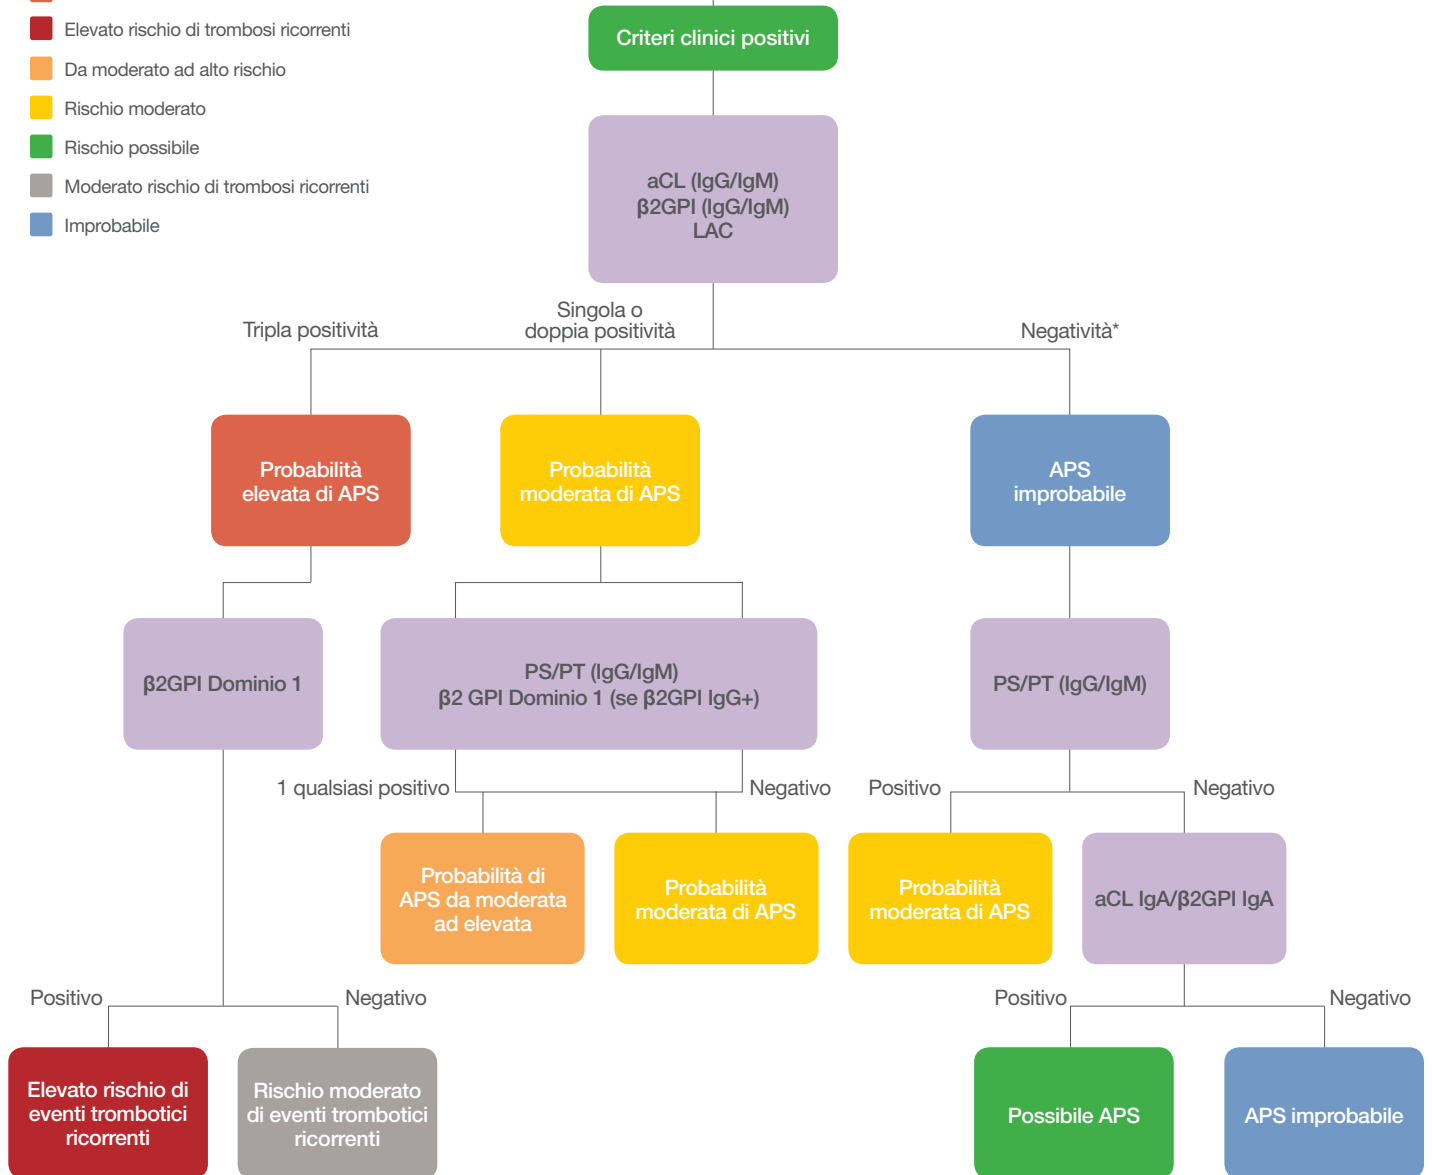 Elevato rischio di trombosi ricorrenti
Da moderato ad alto rischio
Rischio moderato
Rischio possibile
Moderato rischio di trombosi ricorrenti
Improbabile
Criteri clinici positivi
aCL (IgG/IgM)
β2GPI (IgG/IgM)
LAC
Tripla positività
Singola o
doppia positività
Negatività*
Probabilità
elevata di APS
Probabilità
moderata di APS
APS
improbabile
β2GPI Dominio 1
PS/PT (IgG/IgM)
β2 GPI Dominio 1 (se β2GPI IgG+)
PS/PT (IgG/IgM)
1 qualsiasi positivo
Negativo
Positivo
Negativo
Probabilità di
APS da moderata
ad elevata
Probabilità
moderata di APS
Probabilità
moderata di APS
aCL IgA/β2GPI IgA
Positivo
Negativo
Positivo
Negativo
Elevato rischio di
eventi trombotici
ricorrenti
Rischio moderato
di eventi trombotici
ricorrenti
Possibile APS
APS improbabile